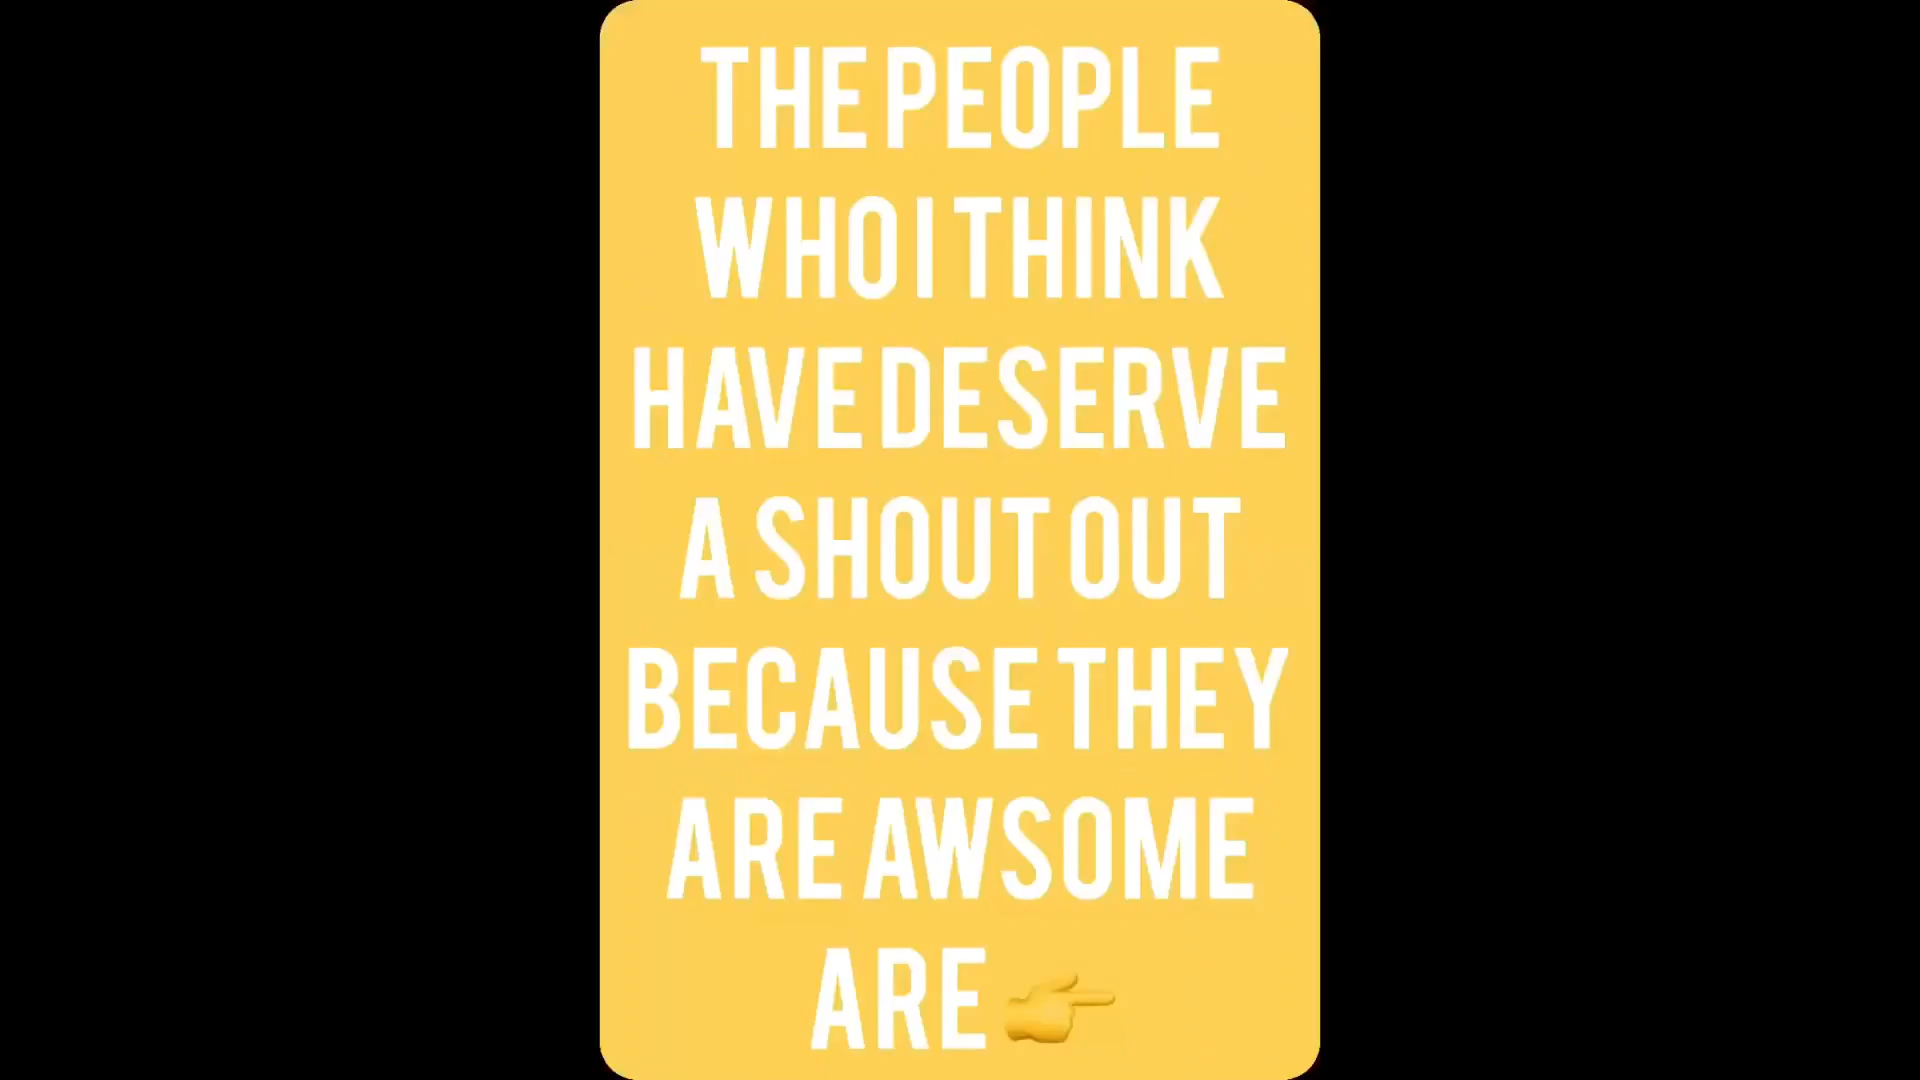 THE PEOPLE
WHO I THINK
HAVE DESERVE
A SHOUT OUT
BECAUSE THEY
ARE AWSOME
ARE 👉